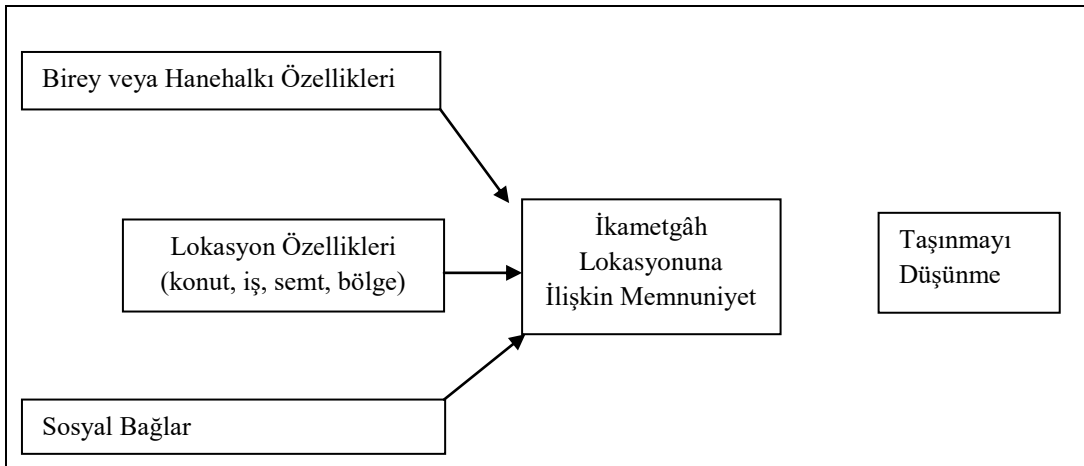 Birey veya Hanehalkı Özellikleri
Lokasyon Özellikleri
(konut, iş, semt, bölge)
İkametgâh
Lokasyonuna
İlişkin Memnuniyet
Taşınmayı
Düşünme
Sosyal Bağlar